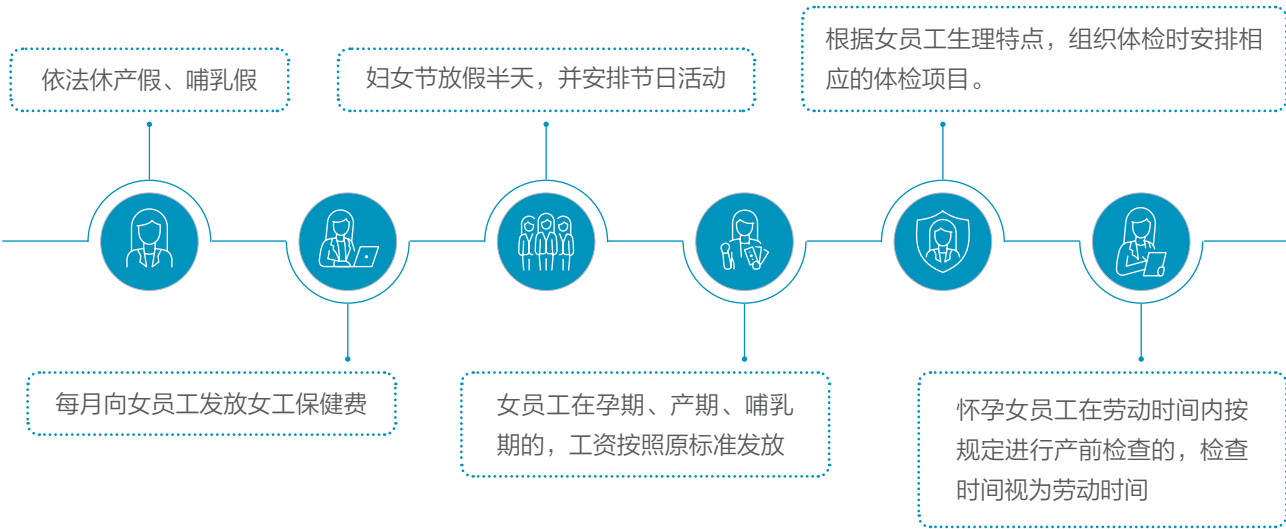 依法休产假、哺乳假
每月向女员工发放女工保健费
妇女节放假半天，并安排节日活动
女员工在孕期、产期、哺乳
期的，工资按照原标准发放
根据女员工生理特点，组织体检时安排相
应的体检项目。
怀孕女员工在劳动时间内按
规定进行产前检查的，检查
时间视为劳动时间